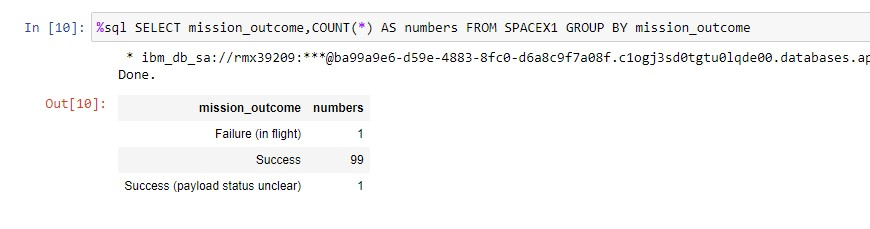 In [10]: %sql SELECT mission_outcome,COUNT(*) AS numbers FROM SPACEX1 GROUP BY mission_outcome
* ibm_db_sa://rmx39209:***@ba99a9e6-d59e-4883-8fc0-d6a8c9f7a08f.c1ogj3sd0tgtu0lqde00.databases.ap
Done.
Out[10]:
mission_outcome numbers
Failure (in flight) 1
Success 99
Success (payload status unclear) 1